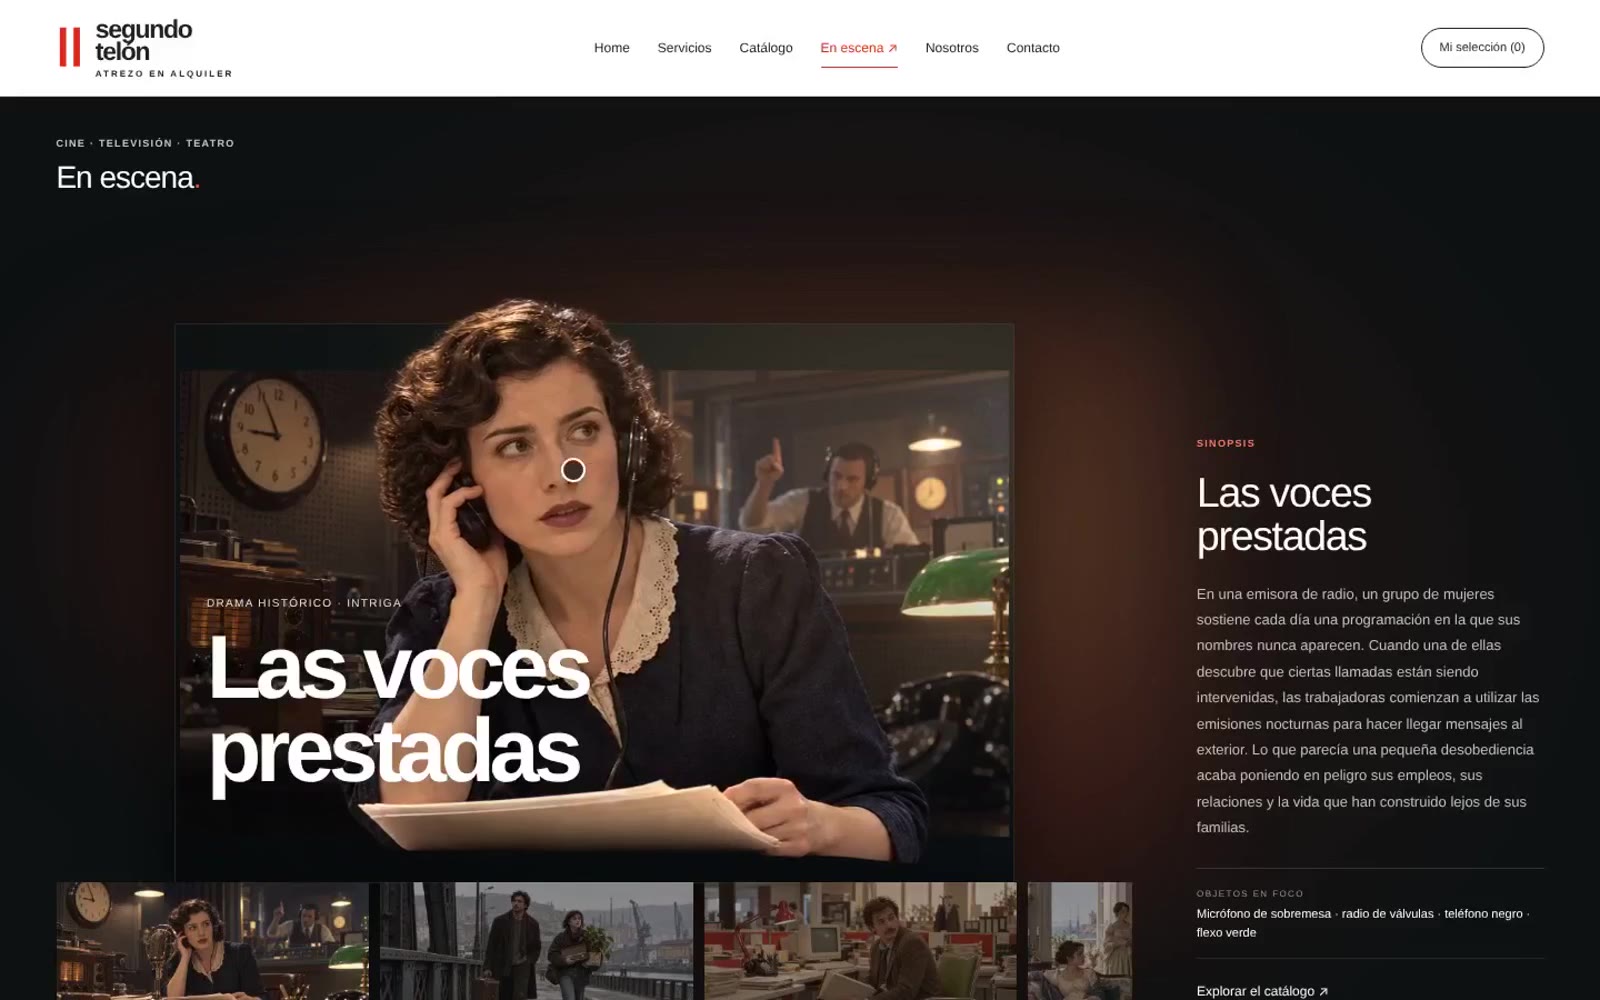 segundo
telón
ATREZO EN ALQUILER
Home
Servicios
Catálogo
En escena ↗
Nosotros
Contacto
Mi selección (0)
CINE · TELEVISIÓN · TEATRO
En escena.
DRAMA HISTÓRICO · INTRIGA
Las voces
prestadas
SINOPSIS
Las voces
prestadas
En una emisora de radio, un grupo de mujeres
sostiene cada día una programación en la que sus
nombres nunca aparecen. Cuando una de ellas
descubre que ciertas llamadas están siendo
intervenidas, las trabajadoras comienzan a utilizar las
emisiones nocturnas para hacer llegar mensajes al
exterior. Lo que parecía una pequeña desobediencia
acaba poniendo en peligro sus empleos, sus
relaciones y la vida que han construido lejos de sus
familias.
OBJETOS EN FOCO
Micrófono de sobremesa · radio de válvulas · teléfono negro ·
flexo verde
Explorar el catálogo ↗